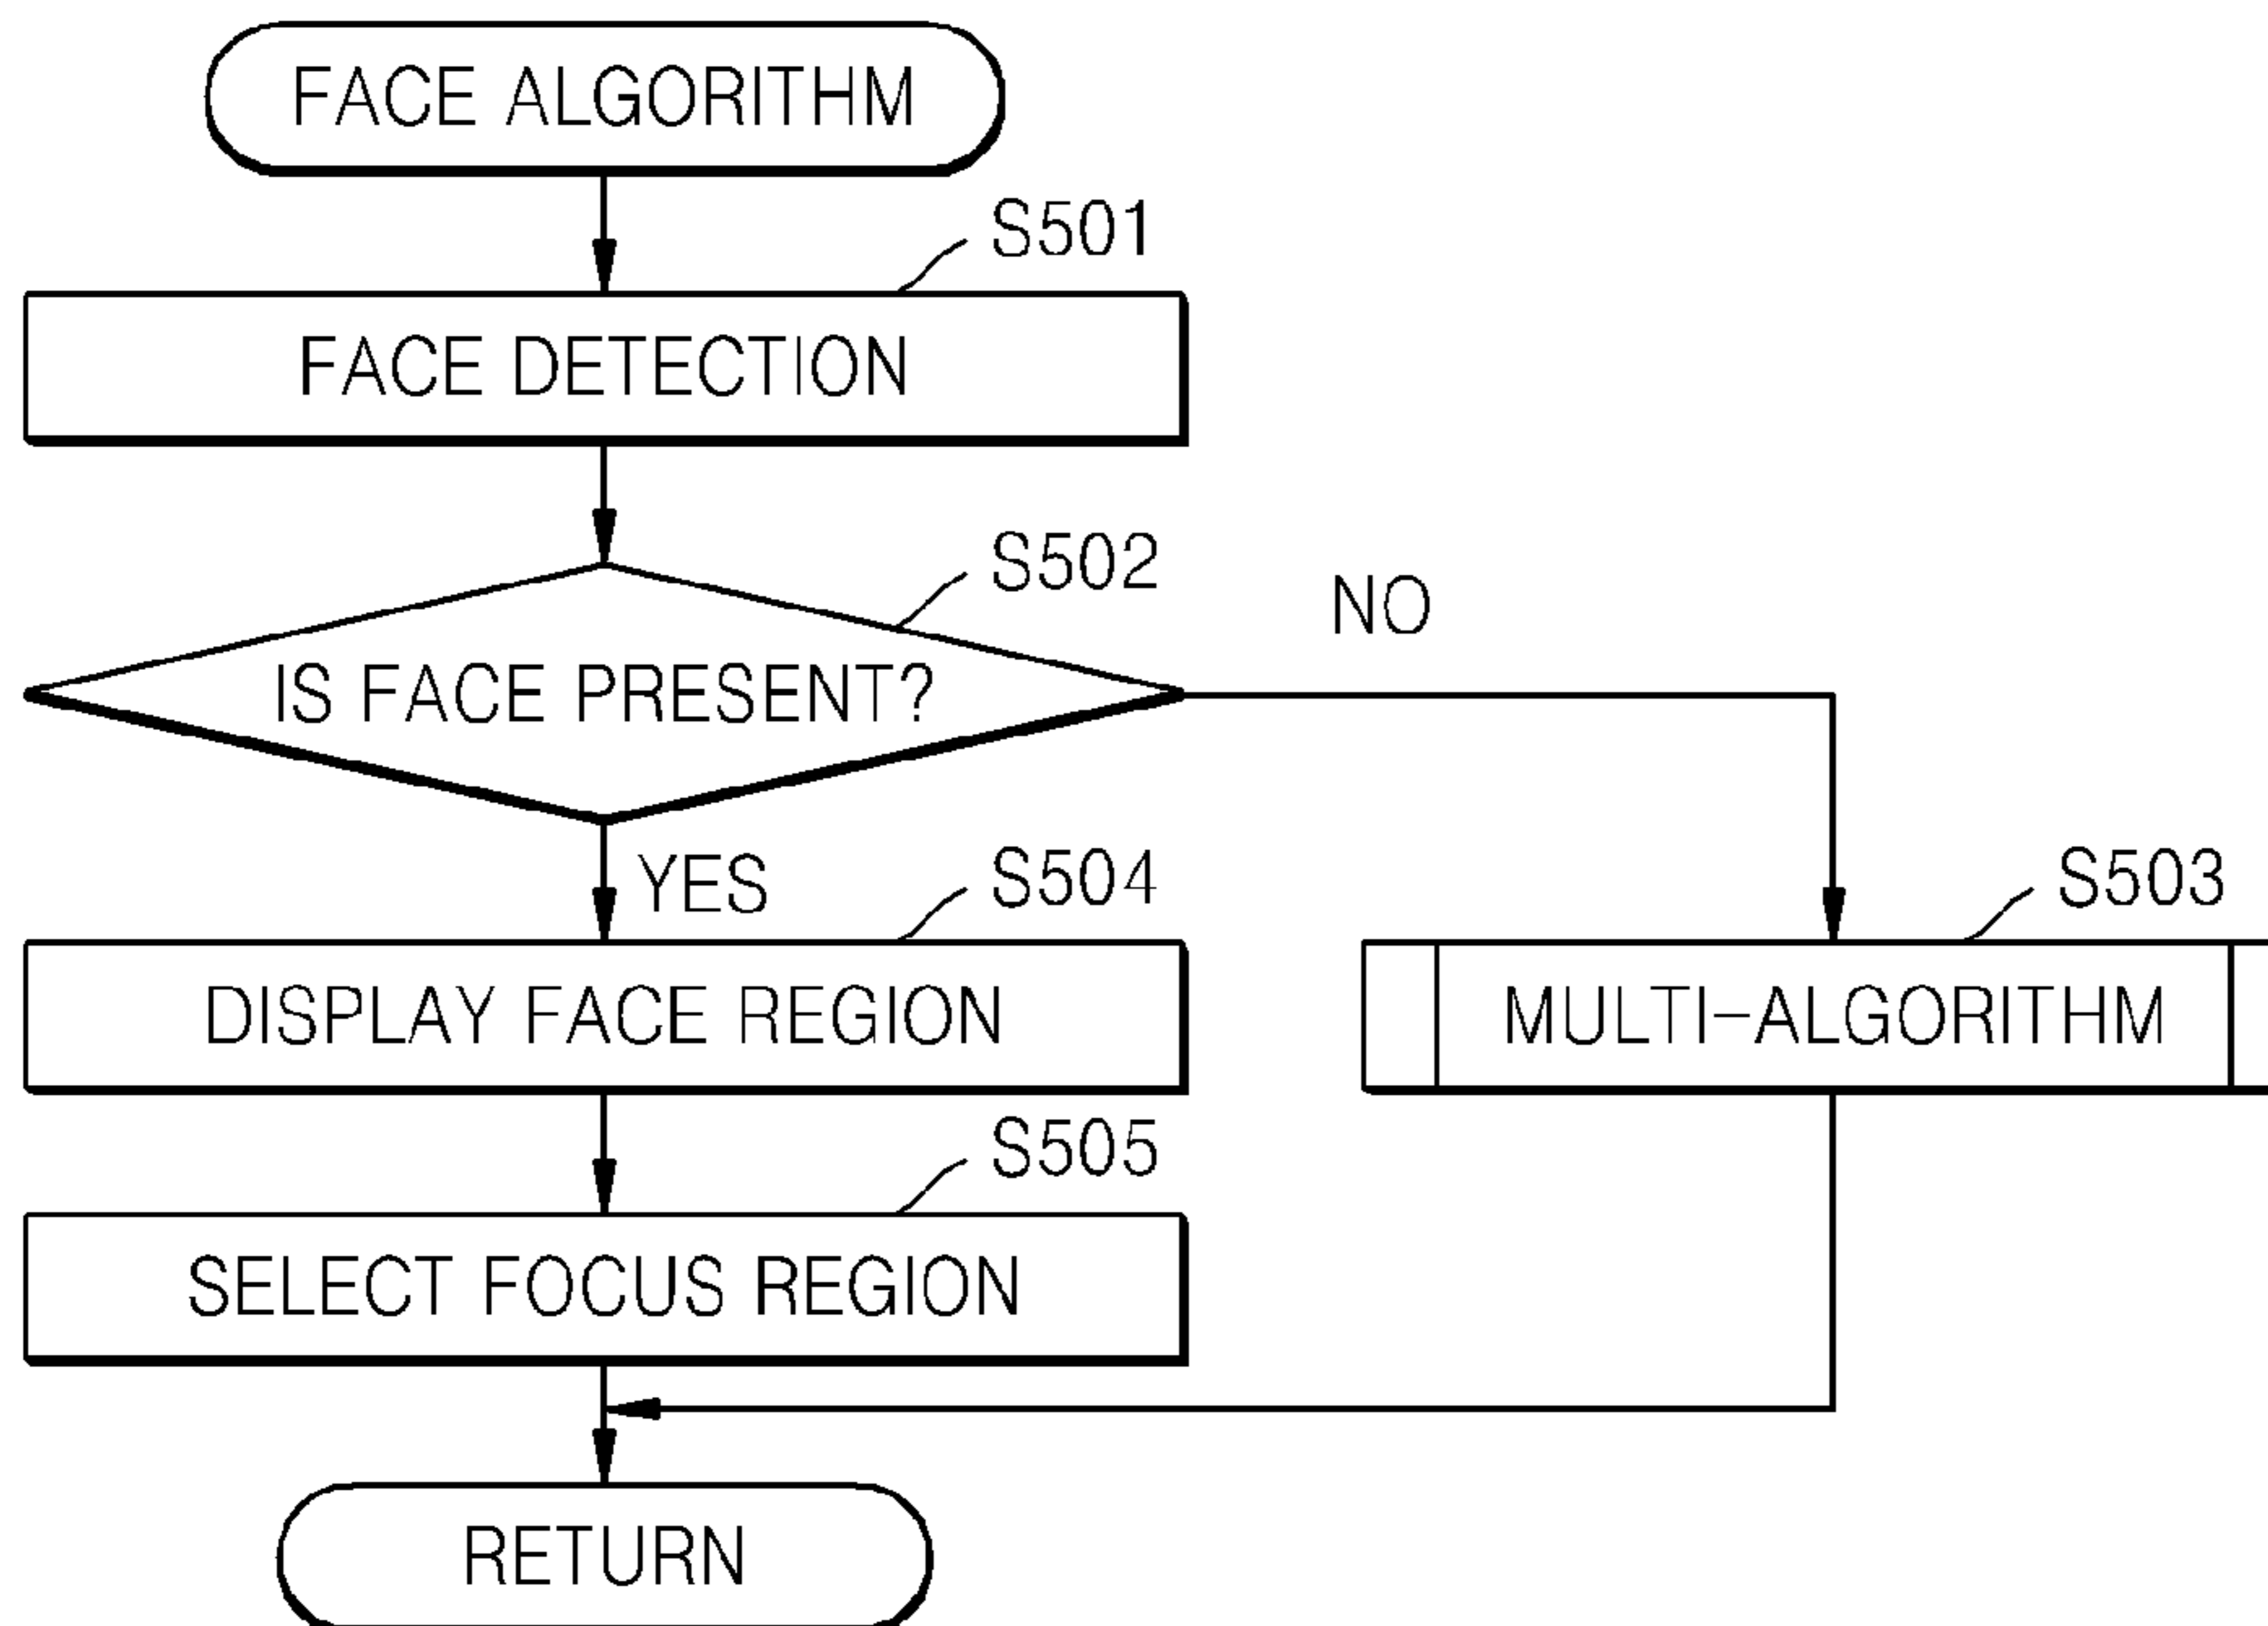 FACE ALGORITHM
S501
FACE DETECTION
S502
NO
IS FACE PRESENT?
YES
S504
S503
DISPLAY FACE REGION
MULTI-ALGORITHM
S505
SELECT FOCUS REGION
RETURN